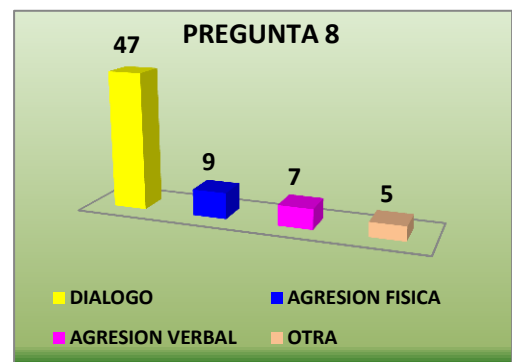 PREGUNTA 8
47
9
7
5
DIALOGO
AGRESION FISICA
AGRESION VERBAL
OTRA